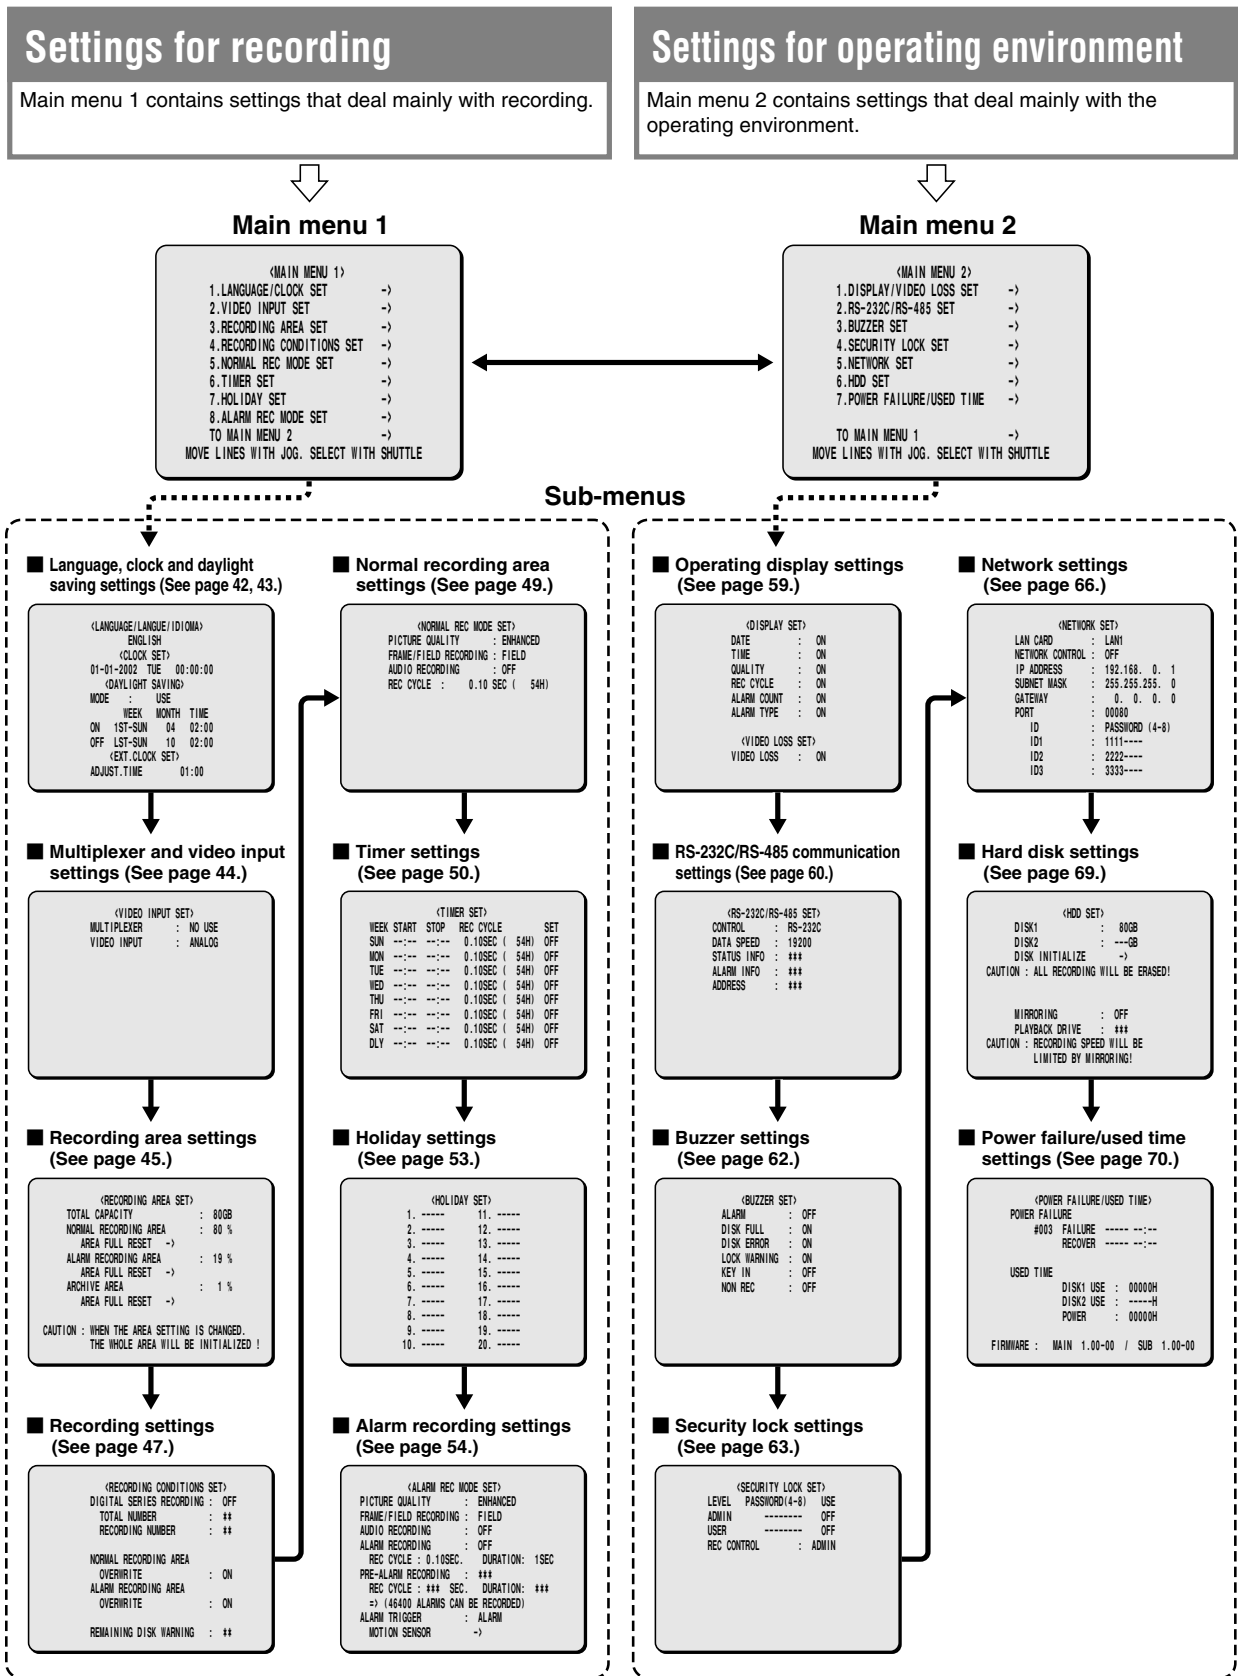 Settings for recording
Main menu 1 contains settings that deal mainly with recording.
Main menu 1
<MAIN MENU 1>
1.LANGUAGE/CLOCK SET ->
2.VIDEO INPUT SET ->
3.RECORDING AREA SET ->
4.RECORDING CONDITIONS SET ->
5.NORMAL REC MODE SET ->
6.TIMER SET ->
7.HOLIDAY SET ->
8.ALARM REC MODE SET ->
TO MAIN MENU 2 ->
MOVE LINES WITH JOG. SELECT WITH SHUTTLE
Settings for operating environment
Main menu 2 contains settings that deal mainly with the
operating environment.
Main menu 2
<MAIN MENU 2>
1.DISPLAY/VIDEO LOSS SET ->
2.RS-232C/RS-485 SET ->
3.BUZZER SET ->
4.SECURITY LOCK SET ->
5.NETWORK SET ->
6.HDD SET ->
7.POWER FAILURE/USED TIME ->
TO MAIN MENU 1 ->
MOVE LINES WITH JOG. SELECT WITH SHUTTLE
Sub-menus
■ Language, clock and daylight
saving settings (See page 42, 43.)
<LANGUAGE/LANGUE/IDIOMA>
ENGLISH
<CLOCK SET>
01-01-2002 TUE 00:00:00
<DAYLIGHT SAVING>
MODE : USE
WEEK MONTH TIME
ON 1ST-SUN 04 02:00
OFF LST-SUN 10 02:00
<EXT.CLOCK SET>
ADJUST.TIME 01:00
■ Multiplexer and video input
settings (See page 44.)
<VIDEO INPUT SET>
MULTIPLEXER : NO USE
VIDEO INPUT : ANALOG
■ Recording area settings
(See page 45.)
<RECORDING AREA SET>
TOTAL CAPACITY : 80GB
NORMAL RECORDING AREA : 80 %
AREA FULL RESET ->
ALARM RECORDING AREA : 19 %
AREA FULL RESET ->
ARCHIVE AREA : 1 %
AREA FULL RESET ->
CAUTION : WHEN THE AREA SETTING IS CHANGED.
THE WHOLE AREA WILL BE INITIALIZED !
■ Recording settings
(See page 47.)
<RECORDING CONDITIONS SET>
DIGITAL SERIES RECORDING : OFF
TOTAL NUMBER : **
RECORDING NUMBER : **
NORMAL RECORDING AREA
OVERWRITE : ON
ALARM RECORDING AREA
OVERWRITE : ON
REMAINING DISK WARNING : **
■ Normal recording area
settings (See page 49.)
<NORMAL REC MODE SET>
PICTURE QUALITY : ENHANCED
FRAME/FIELD RECORDING : FIELD
AUDIO RECORDING : OFF
REC CYCLE : 0.10 SEC ( 54H)
■ Timer settings
(See page 50.)
<TIMER SET>
WEEK START STOP REC CYCLE SET
SUN --:-- --:-- 0.10SEC ( 54H) OFF
MON --:-- --:-- 0.10SEC ( 54H) OFF
TUE --:-- --:-- 0.10SEC ( 54H) OFF
WED --:-- --:-- 0.10SEC ( 54H) OFF
THU --:-- --:-- 0.10SEC ( 54H) OFF
FRI --:-- --:-- 0.10SEC ( 54H) OFF
SAT --:-- --:-- 0.10SEC ( 54H) OFF
DLY --:-- --:-- 0.10SEC ( 54H) OFF
■ Holiday settings
(See page 53.)
<HOLIDAY SET>
1. ----- 11. -----
2. ----- 12. -----
3. ----- 13. -----
4. ----- 14. -----
5. ----- 15. -----
6. ----- 16. -----
7. ----- 17. -----
8. ----- 18. -----
9. ----- 19. -----
10. ----- 20. -----
■ Alarm recording settings
(See page 54.)
<ALARM REC MODE SET>
PICTURE QUALITY : ENHANCED
FRAME/FIELD RECORDING : FIELD
AUDIO RECORDING : OFF
ALARM RECORDING : OFF
REC CYCLE : 0.10SEC. DURATION: 1SEC
PRE-ALARM RECORDING : ***
REC CYCLE : *** SEC. DURATION: ***
=> (46400 ALARMS CAN BE RECORDED)
ALARM TRIGGER : ALARM
MOTION SENSOR ->
■ Operating display settings
(See page 59.)
<DISPLAY SET>
DATE : ON
TIME : ON
QUALITY : ON
REC CYCLE : ON
ALARM COUNT : ON
ALARM TYPE : ON
<VIDEO LOSS SET>
VIDEO LOSS : ON
■ RS-232C/RS-485 communication
settings (See page 60.)
<RS-232C/RS-485 SET>
CONTROL : RS-232C
DATA SPEED : 19200
STATUS INFO : ***
ALARM INFO : ***
ADDRESS : ***
■ Buzzer settings
(See page 62.)
<BUZZER SET>
ALARM : OFF
DISK FULL : ON
DISK ERROR : ON
LOCK WARNING : ON
KEY IN : OFF
NON REC : OFF
■ Security lock settings
(See page 63.)
<SECURITY LOCK SET>
LEVEL PASSWORD(4-8) USE
ADMIN -------- OFF
USER -------- OFF
REC CONTROL : ADMIN
■ Network settings
(See page 66.)
<NETWORK SET>
LAN CARD : LAN1
NETWORK CONTROL : OFF
IP ADDRESS : 192.168. 0. 1
SUBNET MASK : 255.255.255. 0
GATEWAY : 0. 0. 0. 0
PORT : 00080
ID : PASSWORD (4-8)
ID1 : 1111----
ID2 : 2222----
ID3 : 3333----
■ Hard disk settings
(See page 69.)
<HDD SET>
DISK1 : 80GB
DISK2 : ---GB
DISK INITIALIZE ->
CAUTION : ALL RECORDING WILL BE ERASED!
MIRRORING : OFF
PLAYBACK DRIVE : ***
CAUTION : RECORDING SPEED WILL BE
LIMITED BY MIRRORING!
■ Power failure/used time
settings (See page 70.)
<POWER FAILURE/USED TIME>
POWER FAILURE
#003 FAILURE ----- --:--
RECOVER ----- --:--
USED TIME
DISK1 USE : 00000H
DISK2 USE : -----H
POWER : 00000H
FIRMWARE : MAIN 1.00-00 / SUB 1.00-00